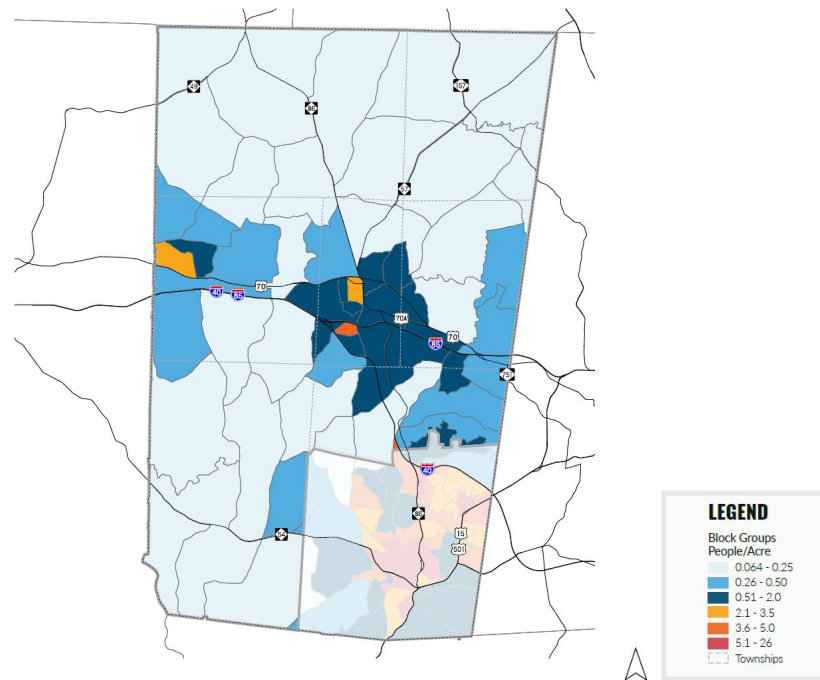 49
157
86
57
70
40
85
70A
70
85
40
86
54
15
501
LEGEND
Block Groups
People/Acre
0.064 - 0.25
0.26 - 0.50
0.51 - 2.0
2.1 - 3.5
3.6 - 5.0
5.1 - 26
Townships